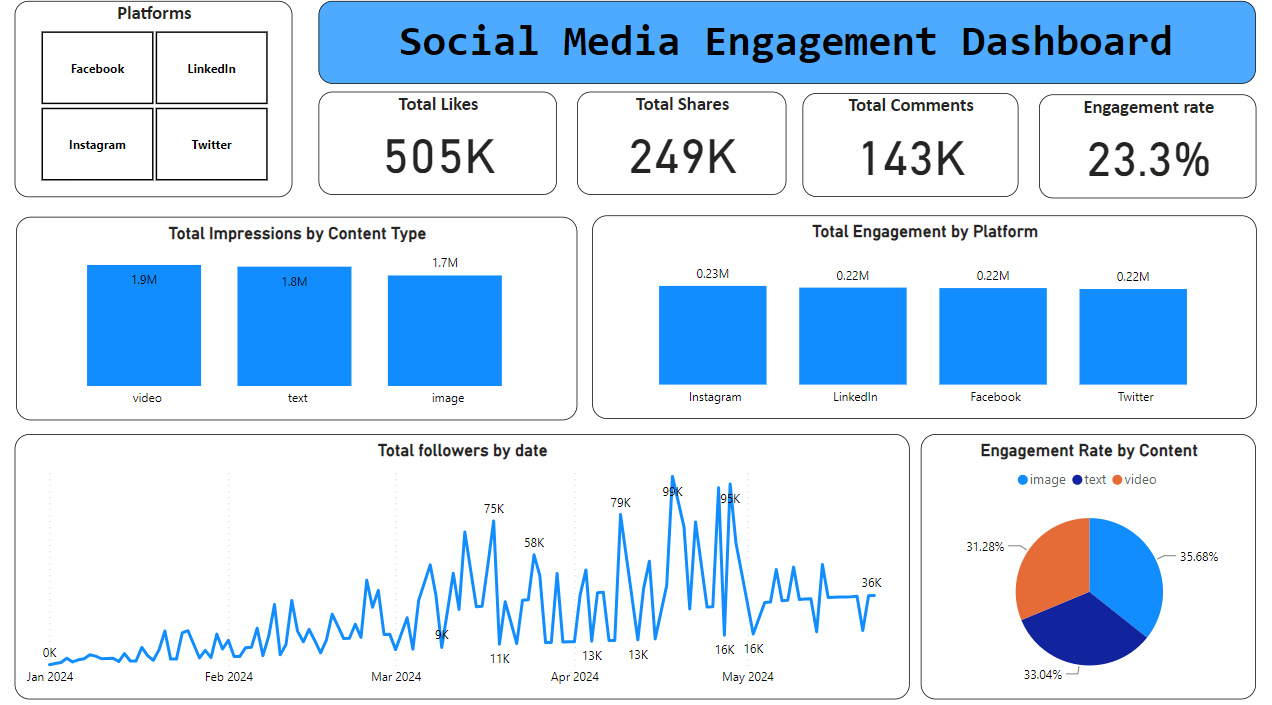 Platforms
Facebook
LinkedIn
Instagram
Twitter
Social Media Engagement Dashboard
Total Likes
505K
Total Shares
249K
Total Comments
143K
Engagement rate
23.3%
Total Impressions by Content Type
1.9M
1.8M
1.7M
video
text
image
Total Engagement by Platform
0.23M
0.22M
0.22M
0.22M
Instagram
LinkedIn
Facebook
Twitter
Total followers by date
0K
9K
75K
11K
58K
13K
79K
13K
99K
16K
95K
16K
36K
Jan 2024
Feb 2024
Mar 2024
Apr 2024
May 2024
Engagement Rate by Content
image
text
video
31.28%
35.68%
33.04%